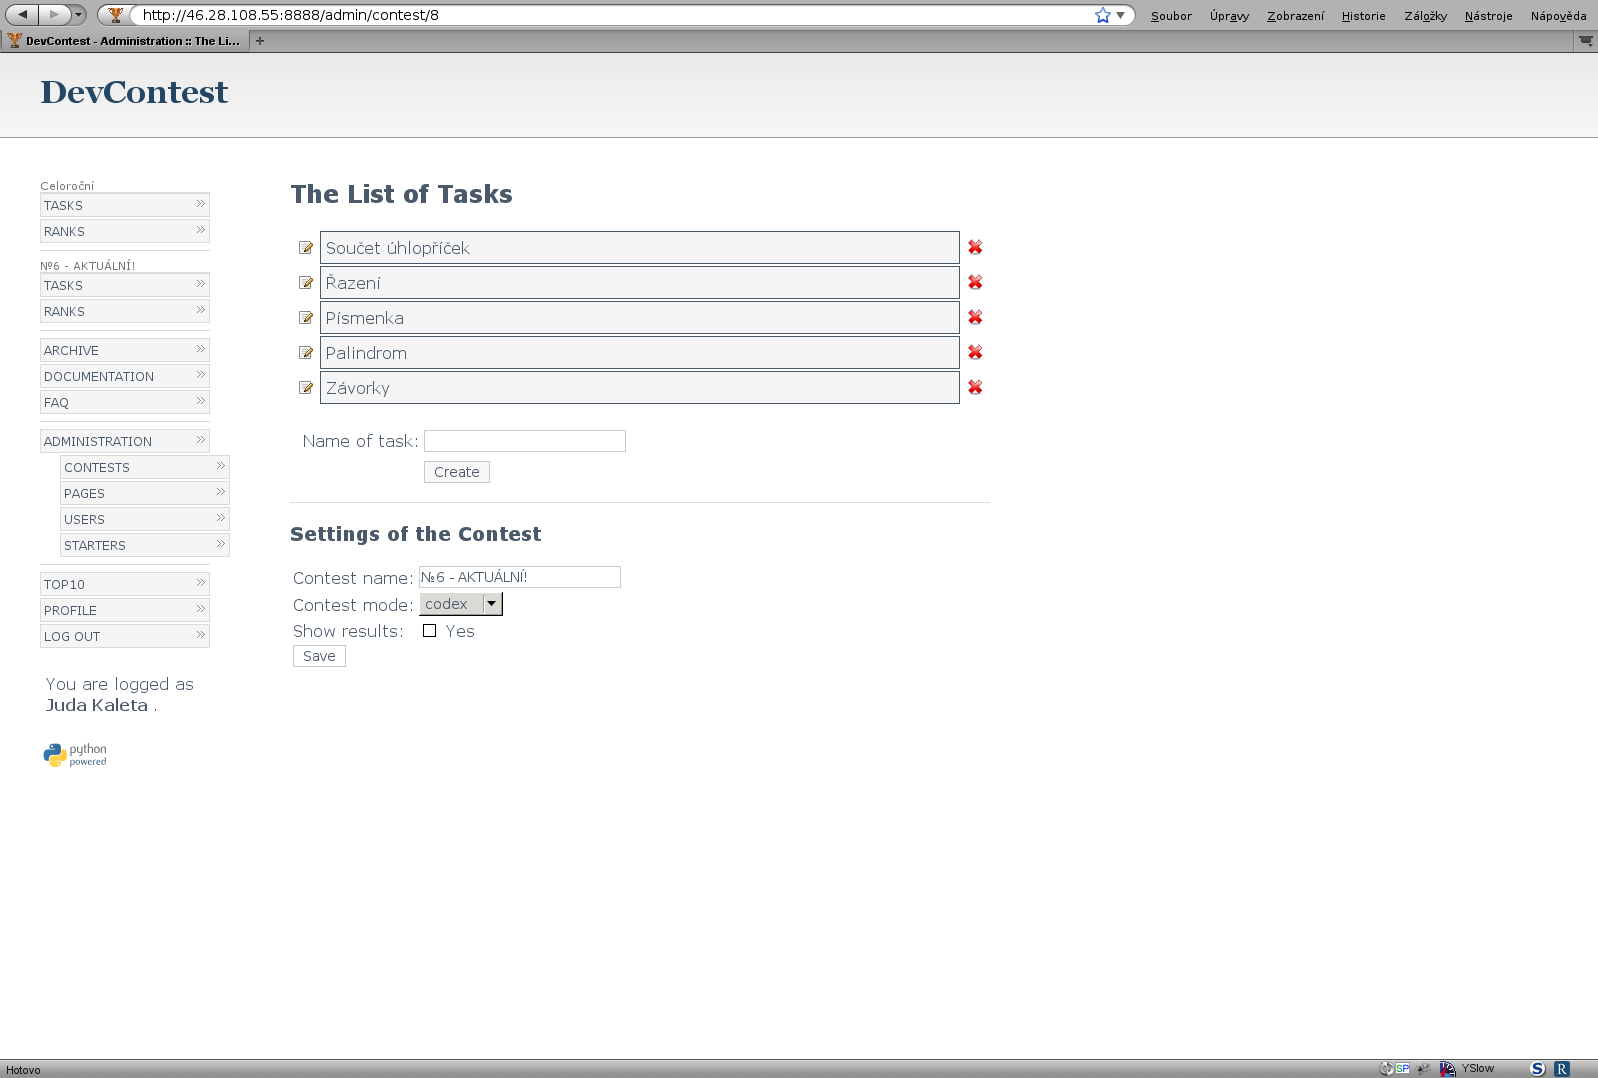 http://46.28.108.55:8888/admin/contest/8
Soubor Úpravy Zobrazení Historie Záložky Nástroje Nápověda
DevContest - Administration :: The Li...
DevContest
Celoroční
TASKS
RANKS
№6 - AKTUÁLNÍ!
TASKS
RANKS
ARCHIVE
DOCUMENTATION
FAQ
ADMINISTRATION
CONTESTS
PAGES
USERS
STARTERS
TOP10
PROFILE
LOG OUT
You are logged as
Juda Kaleta .
python
powered
The List of Tasks
Součet úhlopříček
Řazení
Písmenka
Palindrom
Závorky
Name of task:
Create
Settings of the Contest
Contest name: №6 - AKTUÁLNÍ!
Contest mode: codex
Show results: Yes
Save
Hotovo
SP YSlow S R